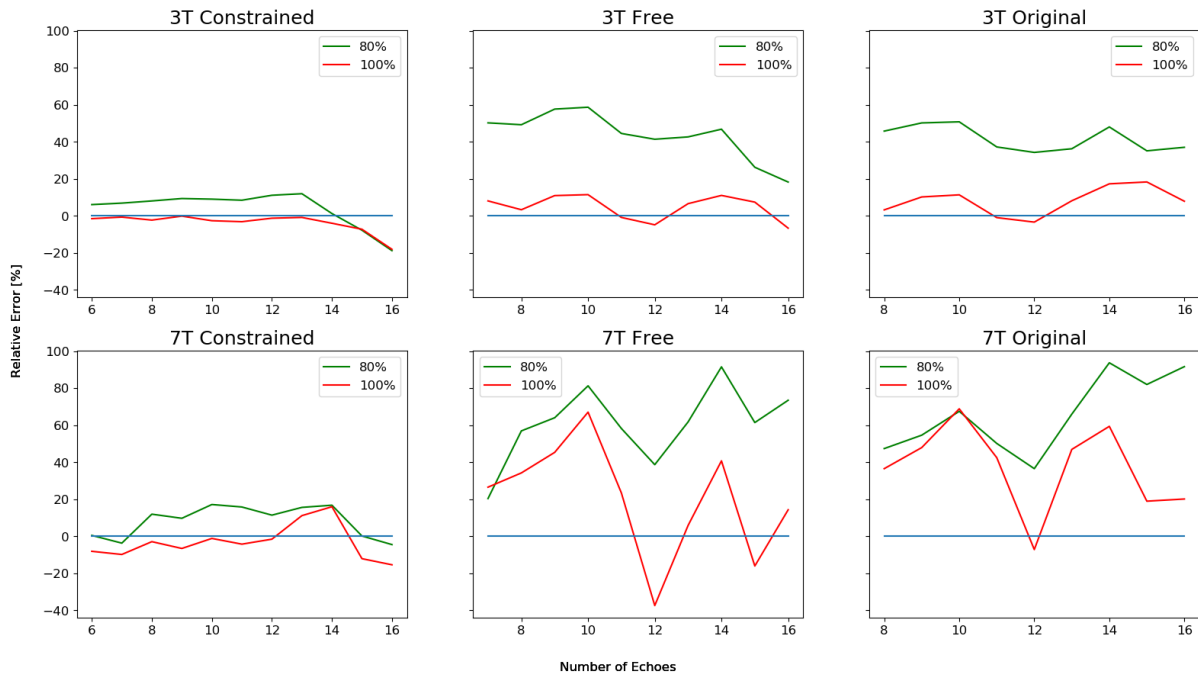 3T Constrained
3T Free
3T Original
100
80
60
40
20
0
−20
−40
80%
100%
80%
100%
80%
100%
6 8 10 12 14 16
8 10 12 14 16
8 10 12 14 16
Relative Error [%]
7T Constrained
7T Free
7T Original
100
80
60
40
20
0
−20
−40
80%
100%
80%
100%
80%
100%
6 8 10 12 14 16
8 10 12 14 16
8 10 12 14 16
Number of Echoes